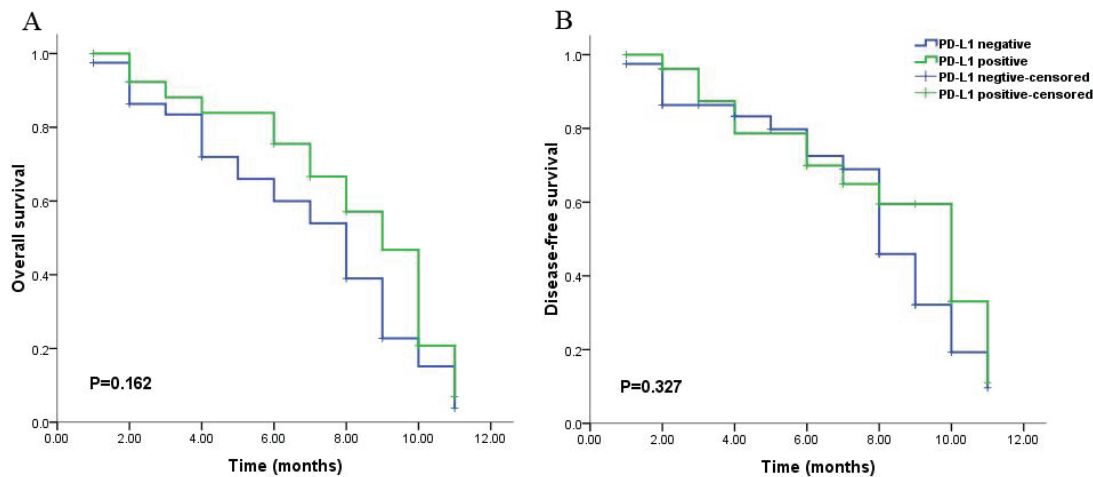 A
Overall survival
1.0
0.8
0.6
0.4
0.2
0.0
P=0.162
0.00 2.00 4.00 6.00 8.00 10.00 12.00
Time (months)
B
Disease-free survival
1.0
0.8
0.6
0.4
0.2
0.0
PD-L1 negative
PD-L1 positive
PD-L1 negtive-censored
PD-L1 positive-censored
P=0.327
0.00 2.00 4.00 6.00 8.00 10.00 12.00
Time (months)